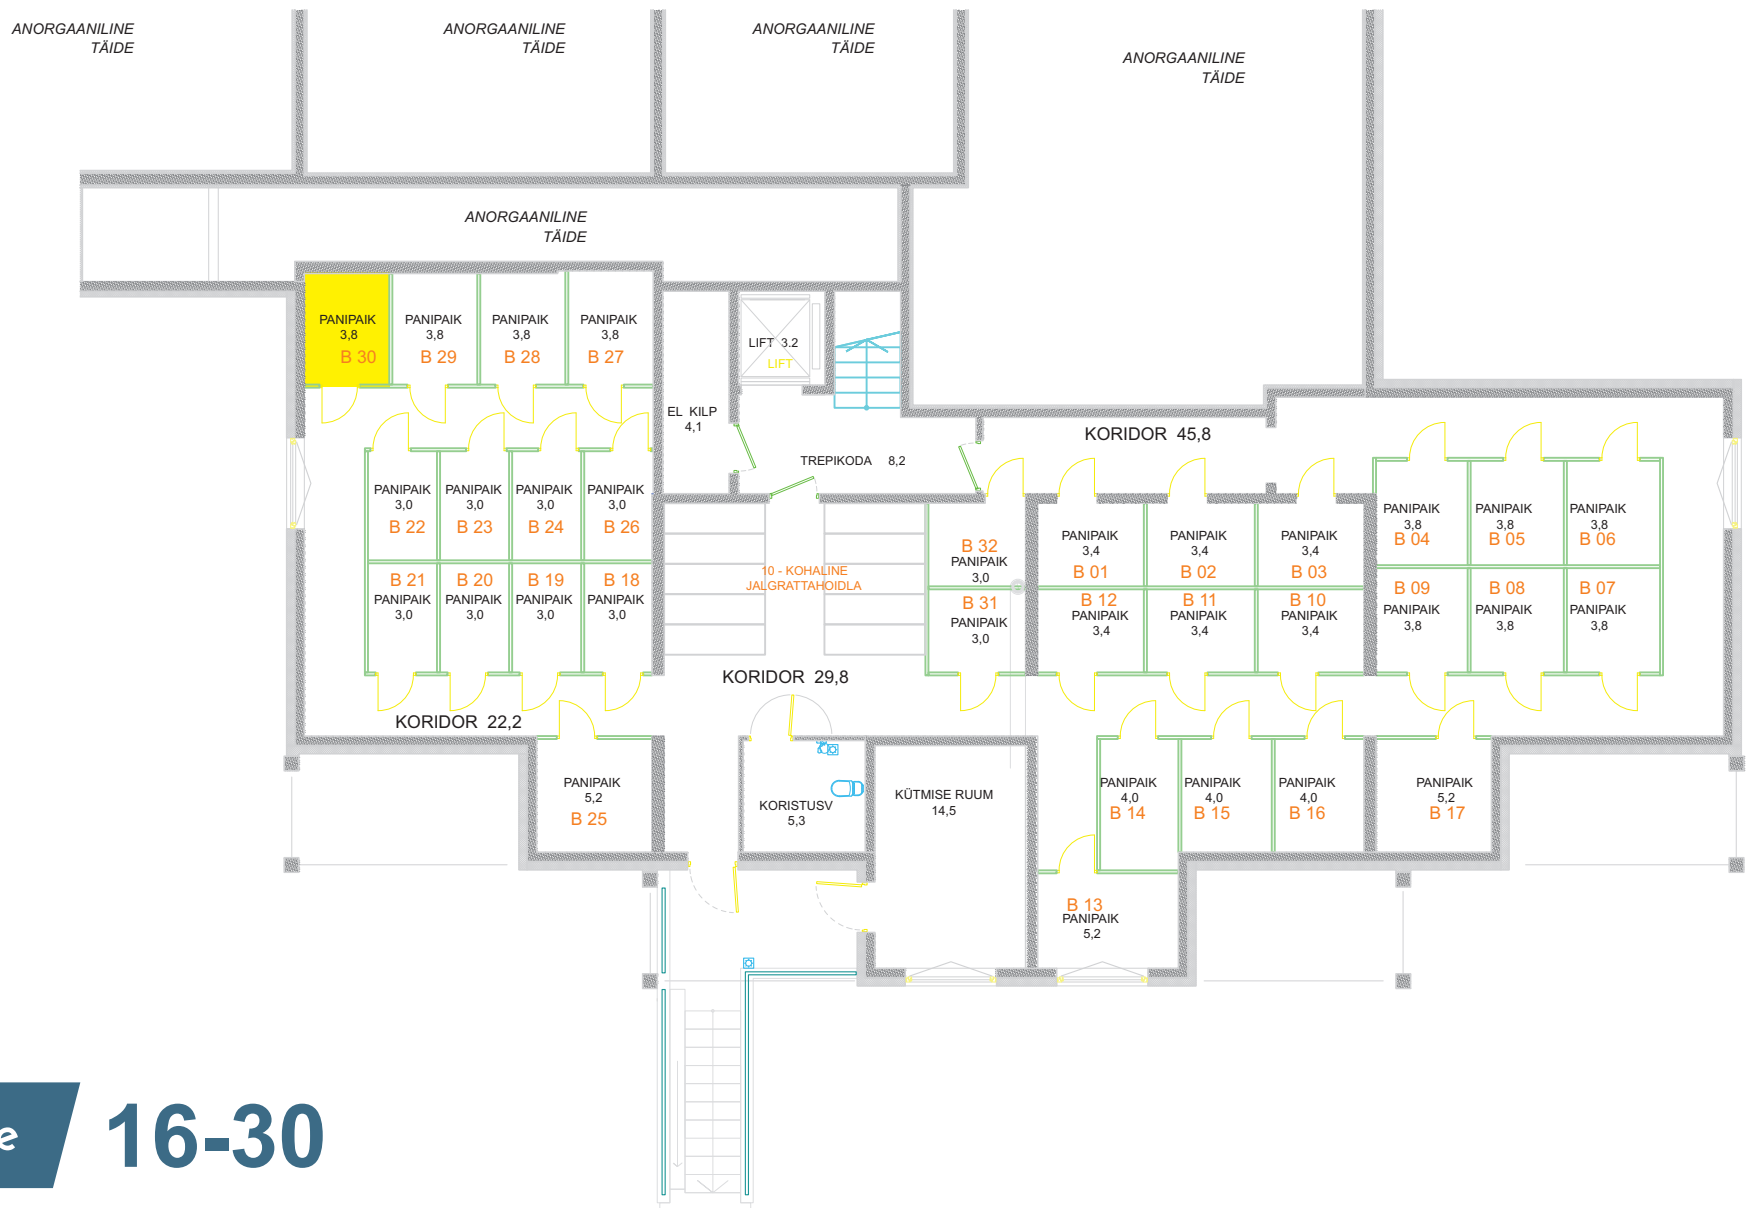 ANORGAANILINE
TÄIDE
ANORGAANILINE
TÄIDE
ANORGAANILINE
TÄIDE
ANORGAANILINE
TÄIDE
ANORGAANILINE
TÄIDE
PANIPAIK
3,8
B 30
PANIPAIK
3,8
B 29
PANIPAIK
3,8
B 28
PANIPAIK
3,8
B 27
LIFT 3.2
LIFT
EL KILP
4,1
TREPIKODA 8,2
KORIDOR 45,8
PANIPAIK
3,0
B 22
PANIPAIK
3,0
B 23
PANIPAIK
3,0
B 24
PANIPAIK
3,0
B 26
B 21
PANIPAIK
3,0
B 20
PANIPAIK
3,0
B 19
PANIPAIK
3,0
B 18
PANIPAIK
3,0
10 - KOHALINE
JALGRATTAHOIDLA
B 32
PANIPAIK
3,0
B 31
PANIPAIK
3,0
PANIPAIK
3,4
B 01
PANIPAIK
3,4
B 02
PANIPAIK
3,4
B 03
PANIPAIK
3,8
B 04
PANIPAIK
3,8
B 05
PANIPAIK
3,8
B 06
B 12
PANIPAIK
3,4
B 11
PANIPAIK
3,4
B 10
PANIPAIK
3,4
B 09
PANIPAIK
3,8
B 08
PANIPAIK
3,8
B 07
PANIPAIK
3,8
KORIDOR 29,8
KORIDOR 22,2
PANIPAIK
5,2
B 25
KORISTUSV
5,3
KÜTMISE RUUM
14,5
PANIPAIK
4,0
B 14
PANIPAIK
4,0
B 15
PANIPAIK
4,0
B 16
PANIPAIK
5,2
B 17
B 13
PANIPAIK
5,2
e
16-30